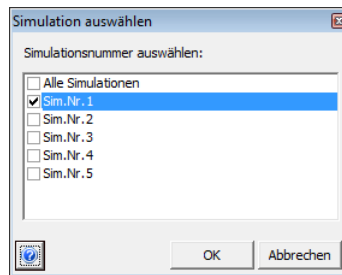 Simulation auswählen
Simulationsnummer auswählen:
Alle Simulationen
Sim.Nr.1
Sim.Nr.2
Sim.Nr.3
Sim.Nr.4
Sim.Nr.5
OK Abbrechen